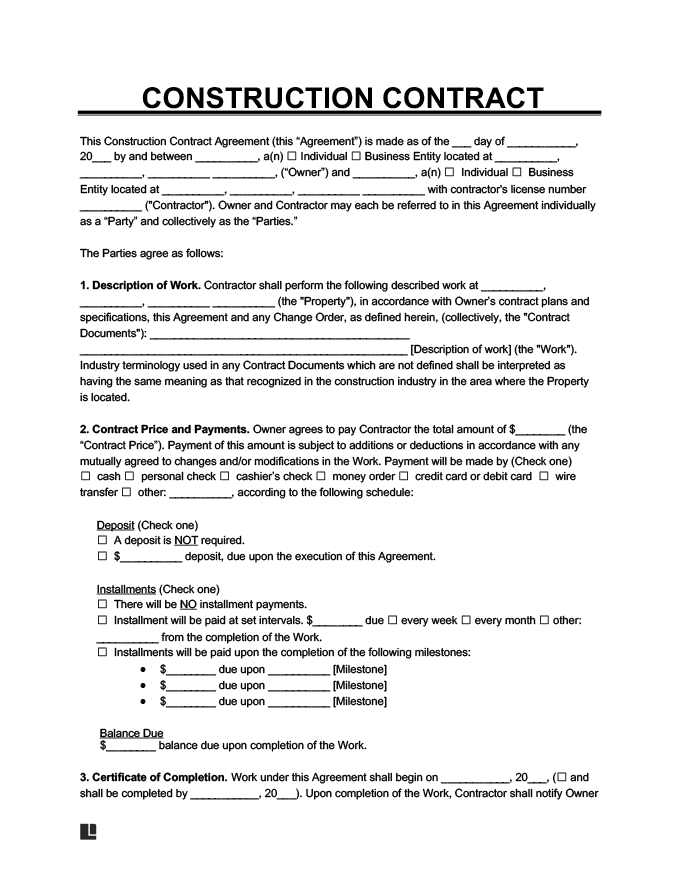 CONSTRUCTION CONTRACT
This Construction Contract Agreement (this “Agreement”) is made as of the ___ day of ___________,
20___ by and between __________, a(n) ☐ Individual ☐ Business Entity located at __________,
__________, __________ __________, (“Owner”) and __________, a(n) ☐ Individual ☐ Business
Entity located at __________, __________, __________ __________ with contractor's license number
__________ ("Contractor"). Owner and Contractor may each be referred to in this Agreement individually
as a “Party” and collectively as the “Parties.”
The Parties agree as follows:
1. Description of Work. Contractor shall perform the following described work at __________,
__________, __________ __________ (the "Property"), in accordance with Owner’s contract plans and
specifications, this Agreement and any Change Order, as defined herein, (collectively, the "Contract
Documents"): __________________________________________
_____________________________________________________ [Description of work] (the "Work").
Industry terminology used in any Contract Documents which are not defined shall be interpreted as
having the same meaning as that recognized in the construction industry in the area where the Property
is located.
2. Contract Price and Payments. Owner agrees to pay Contractor the total amount of $________ (the
“Contract Price”). Payment of this amount is subject to additions or deductions in accordance with any
mutually agreed to changes and/or modifications in the Work. Payment will be made by (Check one)
☐ cash ☐ personal check ☐ cashier’s check ☐ money order ☐ credit card or debit card ☐ wire
transfer ☐ other: __________, according to the following schedule:
Deposit (Check one)
☐ A deposit is NOT required.
☐ $__________ deposit, due upon the execution of this Agreement.
Installments (Check one)
☐ There will be NO installment payments.
☐ Installment will be paid at set intervals. $________ due ☐ every week ☐ every month ☐ other:
__________ from the completion of the Work.
☐ Installments will be paid upon the completion of the following milestones:
● $________ due upon __________ [Milestone]
● $________ due upon __________ [Milestone]
● $________ due upon __________ [Milestone]
Balance Due
$________ balance due upon completion of the Work.
3. Certificate of Completion. Work under this Agreement shall begin on ___________, 20___, (☐ and
shall be completed by ___________, 20___). Upon completion of the Work, Contractor shall notify Owner